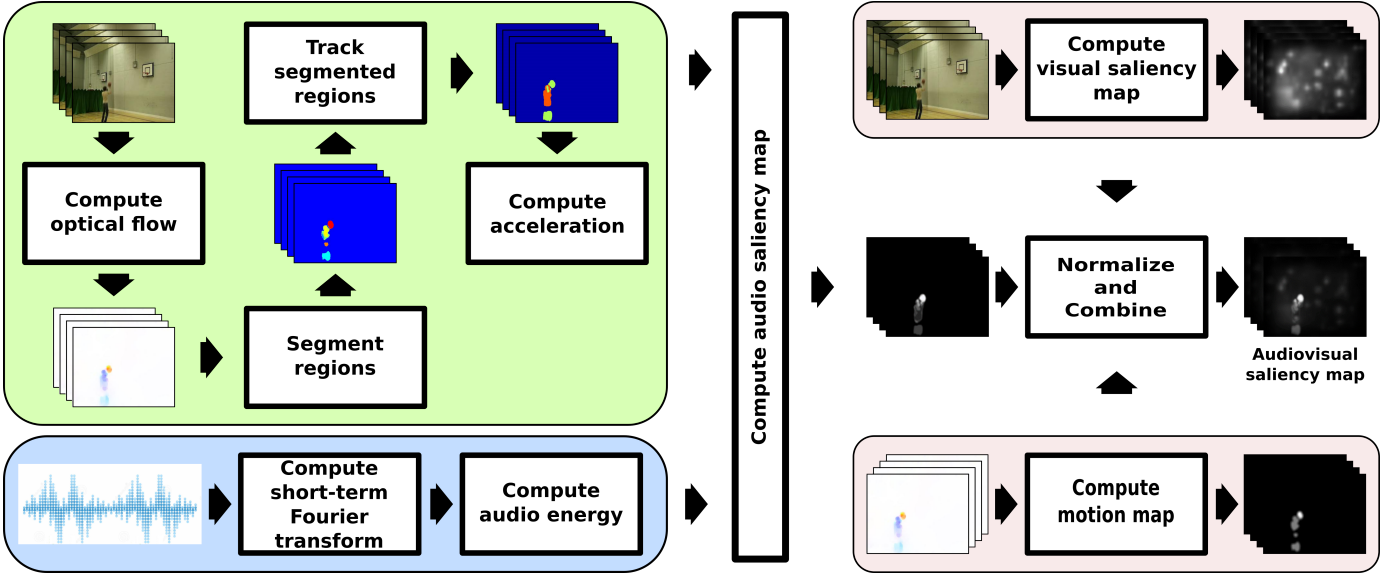 Compute
optical flow
Segment
regions
Track
segmented
regions
Compute
acceleration
Compute
short-term
Fourier
transform
Compute
audio energy
Compute audio saliency map
Compute
visual saliency
map
Normalize
and
Combine
Audiovisual
saliency map
Compute
motion map